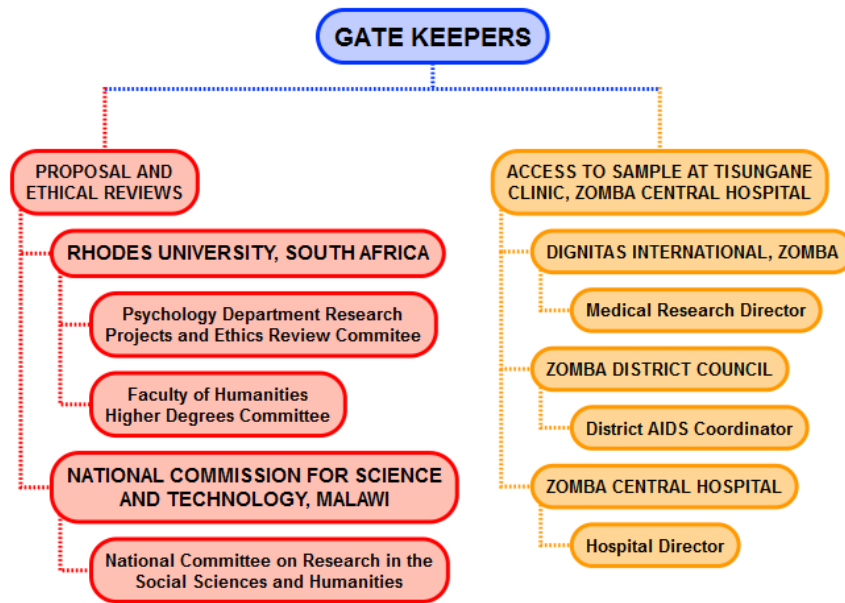 GATE KEEPERS
PROPOSAL AND
ETHICAL REVIEWS
RHODES UNIVERSITY, SOUTH AFRICA
Psychology Department Research
Projects and Ethics Review Commitee
Faculty of Humanities
Higher Degrees Committee
NATIONAL COMMISSION FOR SCIENCE
AND TECHNOLOGY, MALAWI
National Committee on Research in the
Social Sciences and Humanities
ACCESS TO SAMPLE AT TISUNGANE
CLINIC, ZOMBA CENTRAL HOSPITAL
DIGNITAS INTERNATIONAL, ZOMBA
Medical Research Director
ZOMBA DISTRICT COUNCIL
District AIDS Coordinator
ZOMBA CENTRAL HOSPITAL
Hospital Director